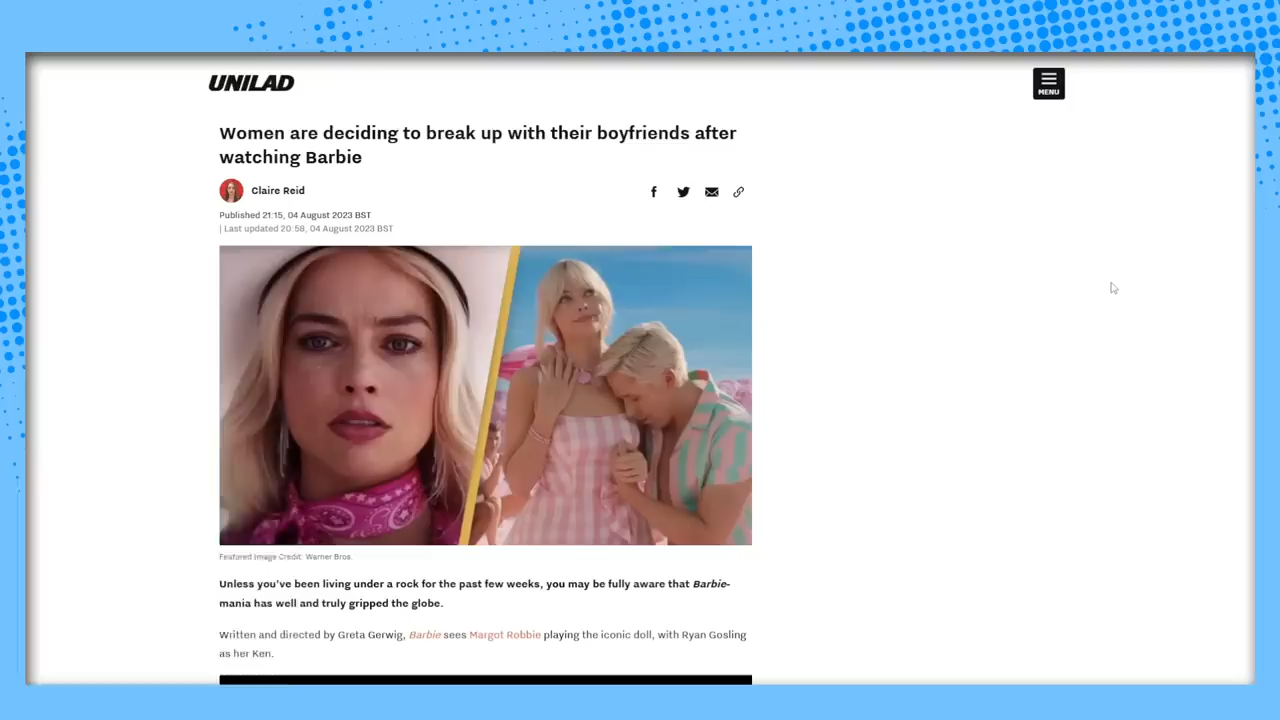 UNILAD
MENU
Women are deciding to break up with their boyfriends after
watching Barbie
Claire Reid
Published 21:15, 04 August 2023 BST
| Last updated 20:58, 04 August 2023 BST
Featured Image Credit: Warner Bros.
Unless you've been living under a rock for the past few weeks, you may be fully aware that Barbie-
mania has well and truly gripped the globe.
Written and directed by Greta Gerwig, Barbie sees Margot Robbie playing the iconic doll, with Ryan Gosling
as her Ken.